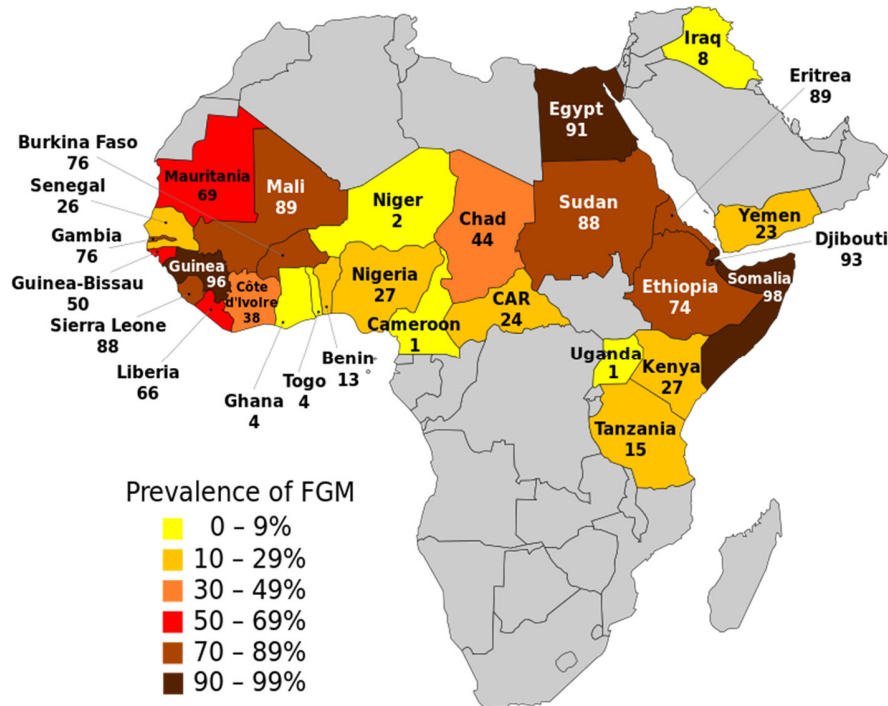 Iraq
8
Eritrea
89
Egypt
91
Burkina Faso
76
Mauritania
69
Mali
89
Senegal
26
Niger
2
Chad
44
Sudan
88
Yemen
23
Gambia
76
Djibouti
93
Guinea-Bissau
50
Guinea
96
Côte
d'Ivoire
38
Nigeria
27
CAR
24
Ethiopia
74
Somalia
98
Sierra Leone
88
Cameroon
1
Uganda
1
Kenya
27
Liberia
66
Ghana
4
Togo
4
Benin
13
Tanzania
15
Prevalence of FGM
0 – 9%
10 – 29%
30 – 49%
50 – 69%
70 – 89%
90 – 99%